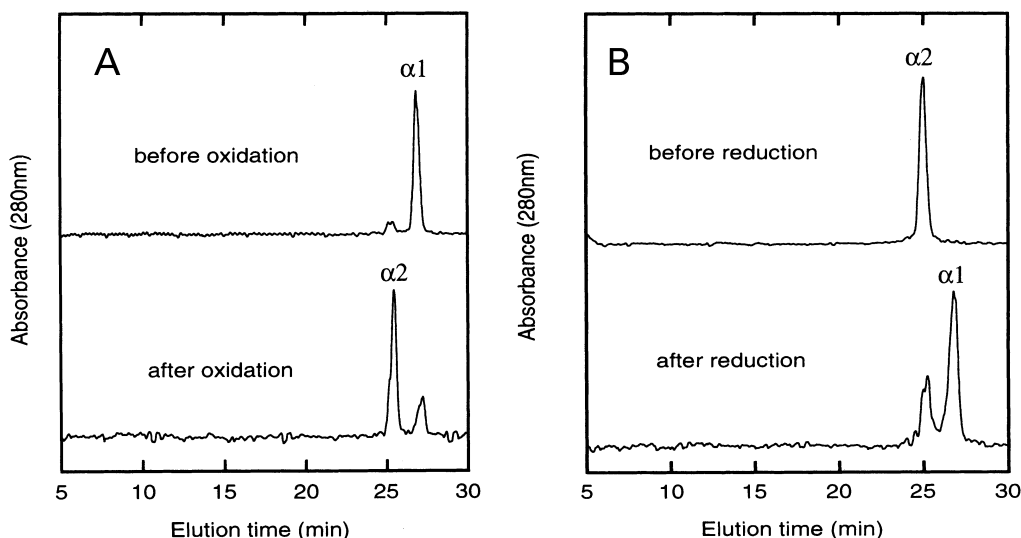 A
α1
before oxidation
α2
after oxidation
Absorbance (280nm)
5 10 15 20 25 30
Elution time (min)
B
α2
before reduction
α1
after reduction
Absorbance (280nm)
5 10 15 20 25 30
Elution time (min)